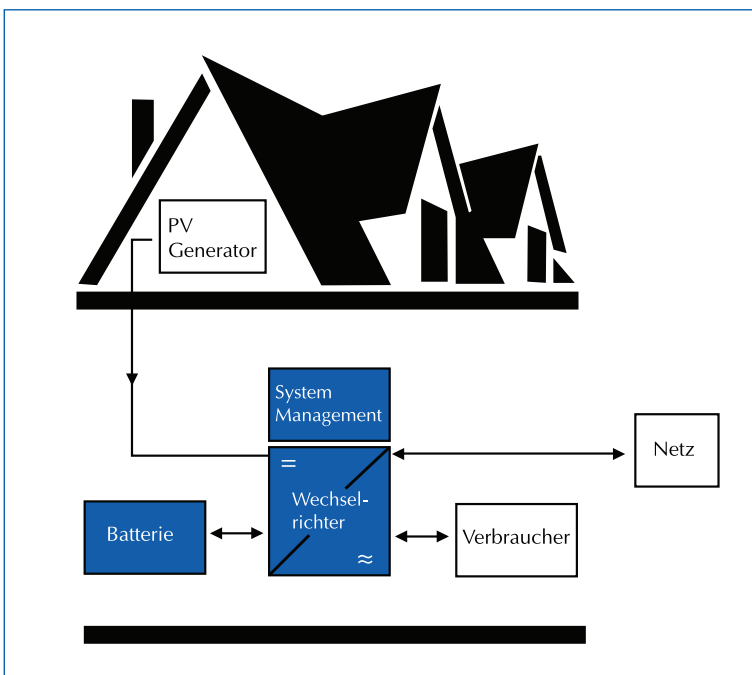 PV
Generator
System
Management
=
Wechsel-
richter
≈
Netz
Batterie
Verbraucher